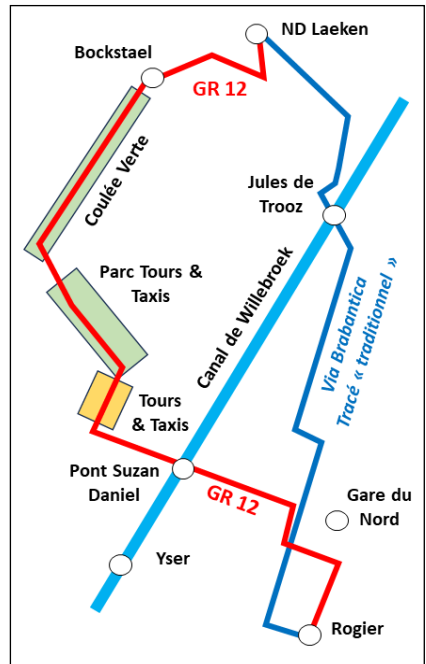 ND Laeken
Bockstael
GR 12
Coulée Verte
Jules de
Trooz
Parc Tours &
Taxis
Canal de Willebroek
Via Brabantica
Tracé « traditionnel »
Tours
& Taxis
Pont Suzan
Daniel
GR 12
Gare du
Nord
Yser
Rogier